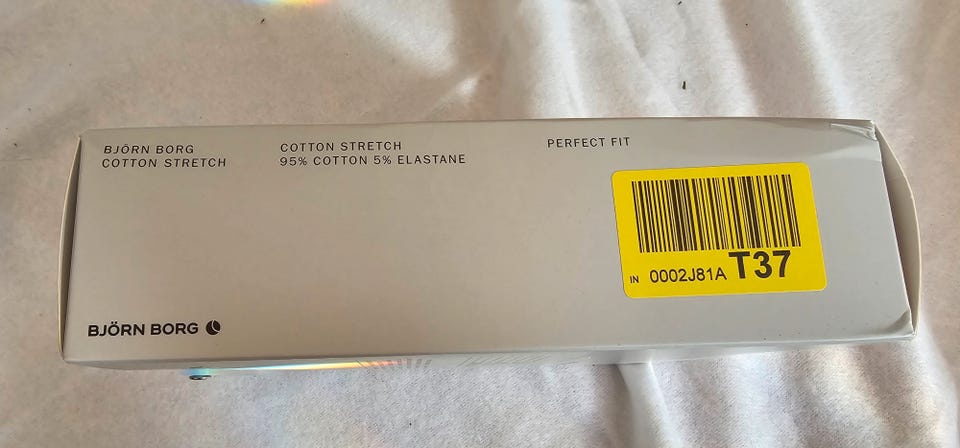 BJÖRN BORG
COTTON STRETCH
COTTON STRETCH
95% COTTON 5% ELASTANE
PERFECT FIT
IN 0002J81A T37
BJÖRN BORG